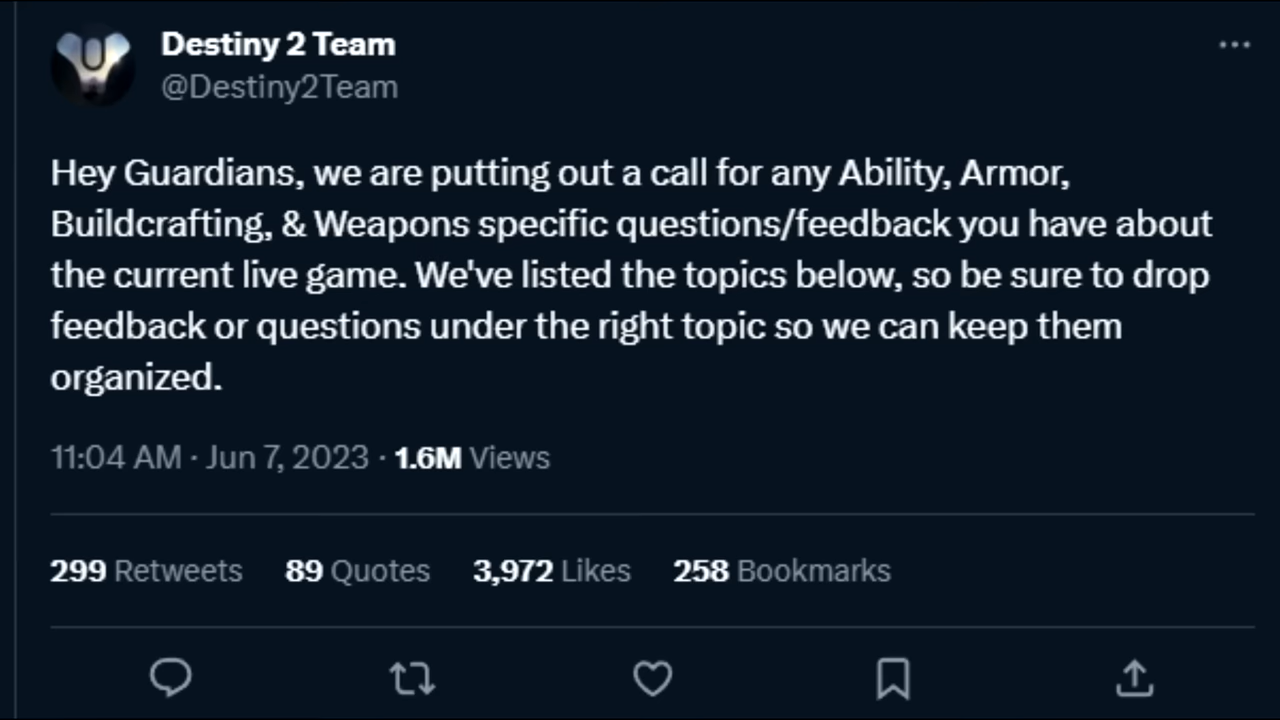 Destiny 2 Team
@Destiny2Team
Hey Guardians, we are putting out a call for any Ability, Armor,
Buildcrafting, & Weapons specific questions/feedback you have about
the current live game. We've listed the topics below, so be sure to drop
feedback or questions under the right topic so we can keep them
organized.
11:04 AM · Jun 7, 2023 · 1.6M Views
299 Retweets 89 Quotes 3,972 Likes 258 Bookmarks